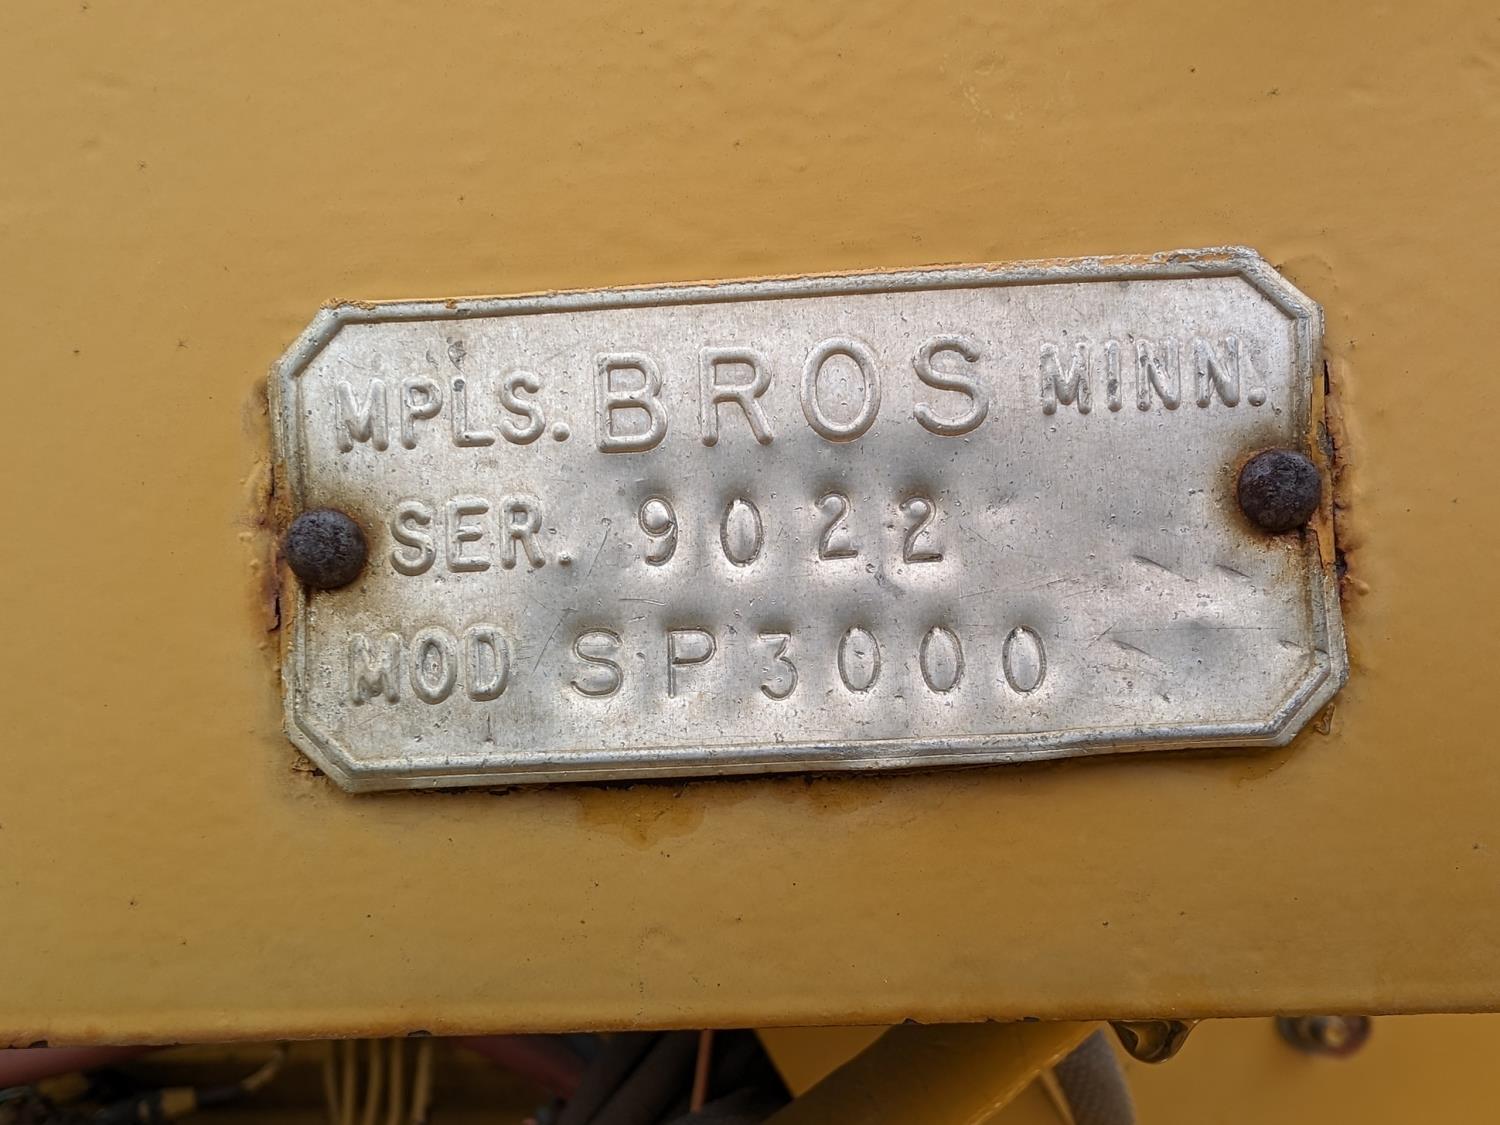 MPLS. BROS MINN.
SER. 9022
MOD SP3000